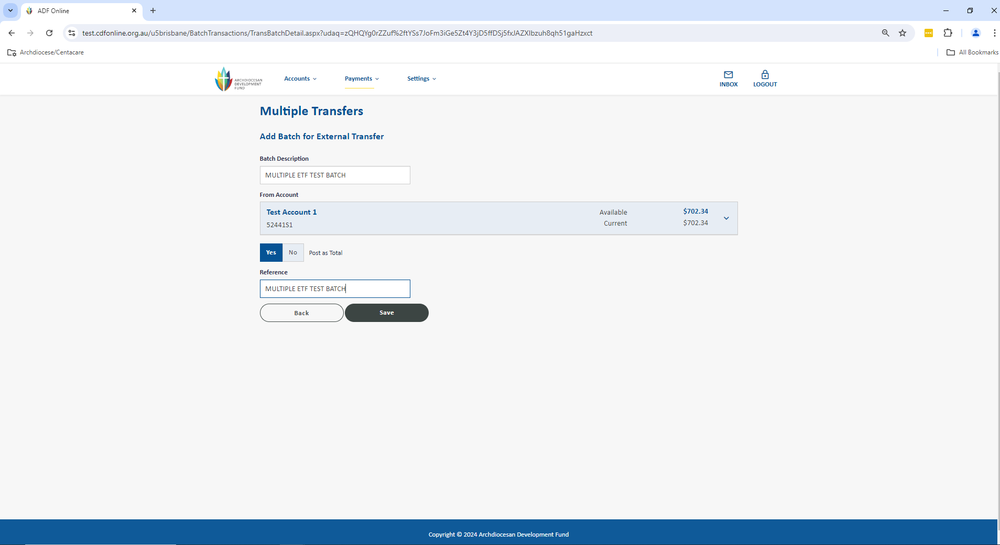 ADF Online
test.cdfonline.org.au/u5brisbane/BatchTransactions/TransBatchDetail.aspx?udaq=zQHQYg0rZZuf%2ftYSs7JoFm3iGe5Zt4Y3jD5ffDSj5fxJAZXIbzuh8qh51gaHzxct
Archdiocese/Centacare
All Bookmarks
ARCHDIOCESAN
DEVELOPMENT
FUND
Accounts
Payments
Settings
INBOX
LOGOUT
Multiple Transfers
Add Batch for External Transfer
Batch Description
MULTIPLE ETF TEST BATCH
From Account
Test Account 1
Available $702.34
52441S1
Current $702.34
Yes No Post as Total
Reference
MULTIPLE ETF TEST BATCH
Back Save
Copyright © 2024 Archdiocesan Development Fund